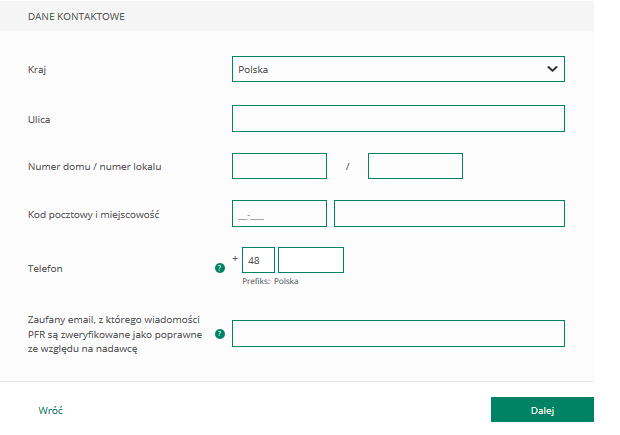 DANE KONTAKTOWE
Kraj
Polska
Ulica
Numer domu / numer lokalu
/
Kod pocztowy i miejscowość
__-___
Telefon
?
+
48
Prefiks: Polska
Zaufany email, z którego wiadomości
PFR są zweryfikowane jako poprawne
ze względu na nadawcę
?
Wróć
Dalej